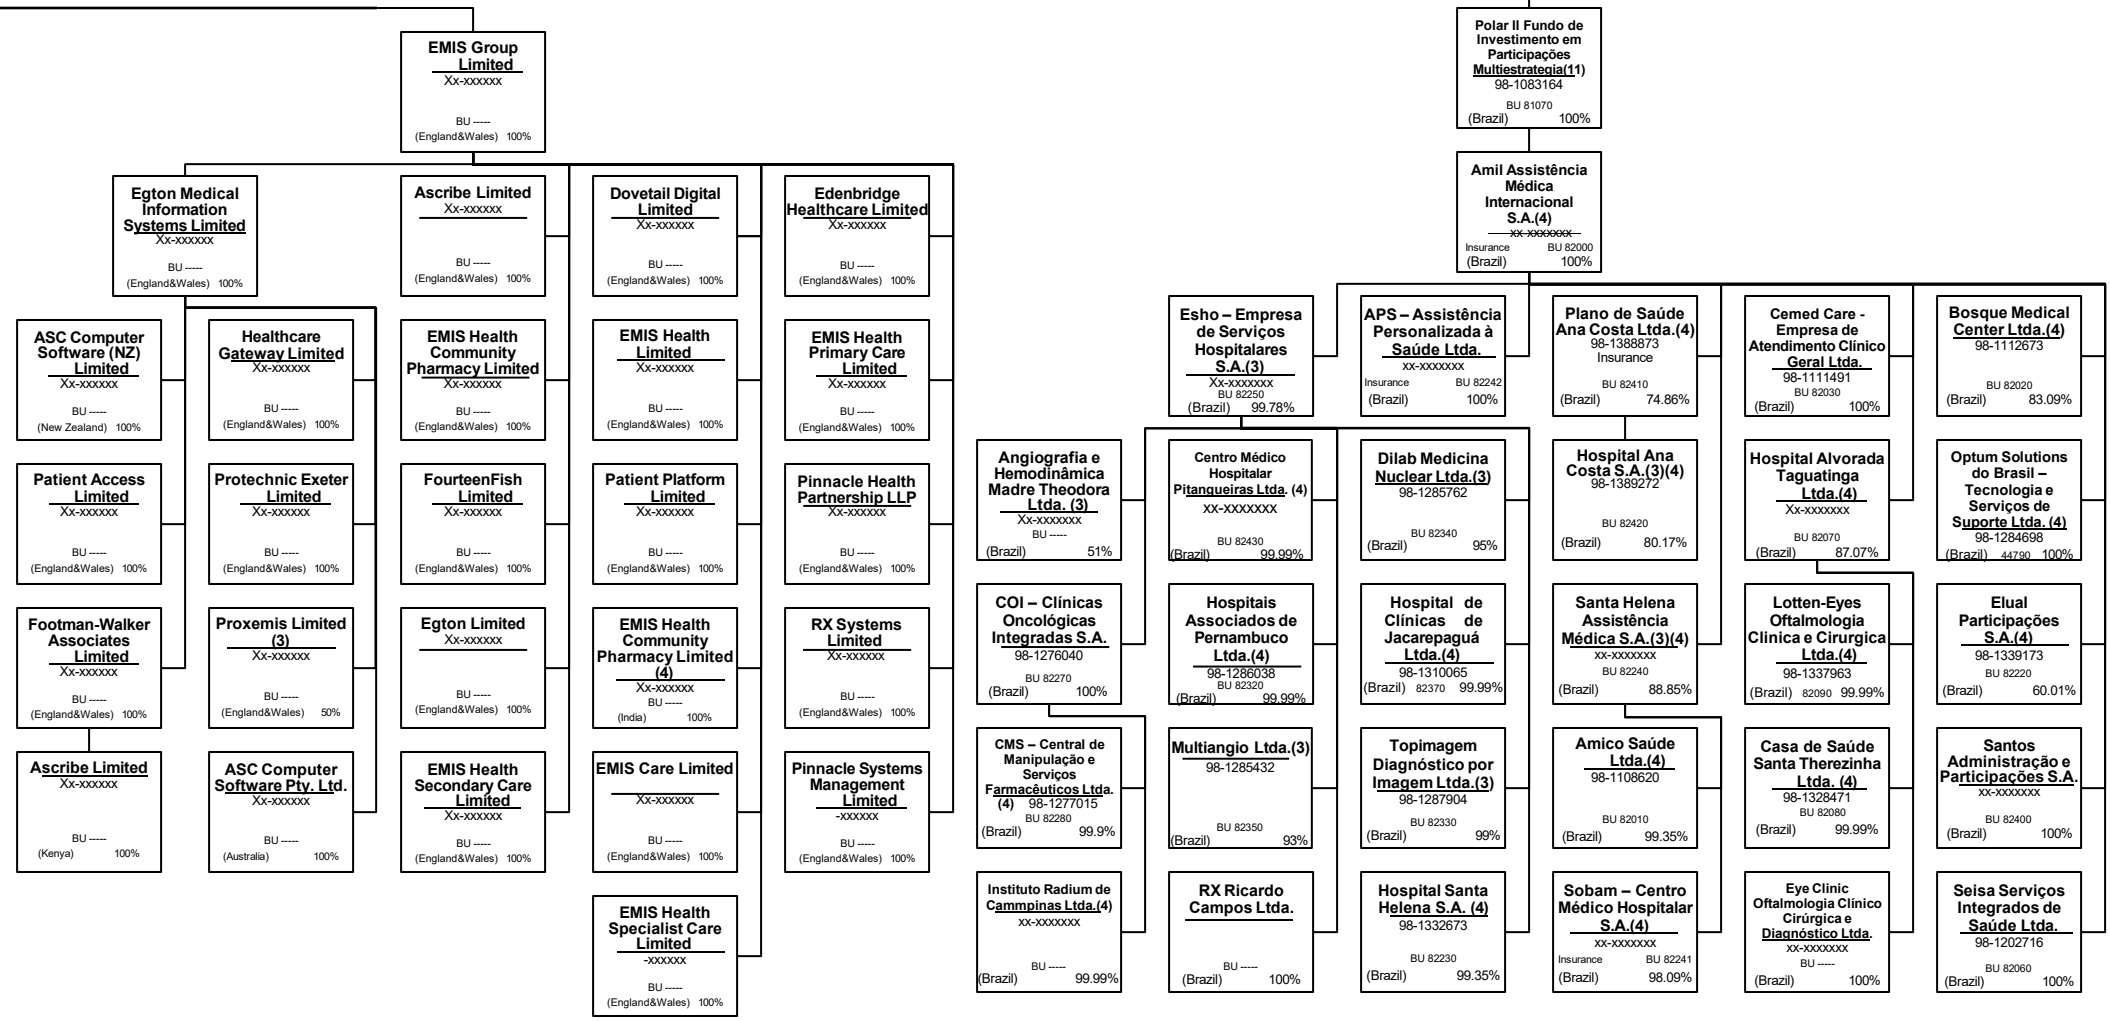 EMIS Group
Limited
Xx-xxxxxx
BU -----
(England&Wales) 100%
Polar II Fundo de
Investimento em
Participações
Multiestrategia(11)
98-1083164
BU 81070
(Brazil) 100%
Amil Assistência
Médica
Internacional
S.A.(4)
xx-xxxxxxx
Insurance BU 82000
(Brazil) 100%
Egton Medical
Information
Systems Limited
Xx-xxxxxx
BU -----
(England&Wales) 100%
Ascribe Limited
Xx-xxxxxx
BU -----
(England&Wales) 100%
Dovetail Digital
Limited
Xx-xxxxxx
BU -----
(England&Wales) 100%
Edenbridge
Healthcare Limited
Xx-xxxxxx
BU -----
(England&Wales) 100%
ASC Computer
Software (NZ)
Limited
Xx-xxxxxx
BU -----
(New Zealand) 100%
Healthcare
Gateway Limited
Xx-xxxxxx
BU -----
(England&Wales) 100%
EMIS Health
Community
Pharmacy Limited
Xx-xxxxxx
BU -----
(England&Wales) 100%
EMIS Health
Limited
Xx-xxxxxx
BU -----
(England&Wales) 100%
EMIS Health
Primary Care
Limited
Xx-xxxxxx
BU -----
(England&Wales) 100%
Esho – Empresa
de Serviços
Hospitalares
S.A.(3)
Xx-xxxxxxx
BU 82250
(Brazil) 99.78%
APS – Assistência
Personalizada à
Saúde Ltda.
xx-xxxxxxx
Insurance BU 82242
(Brazil) 100%
Plano de Saúde
Ana Costa Ltda.(4)
98-1388873
Insurance
BU 82410
(Brazil) 74.86%
Cemed Care -
Empresa de
Atendimento Clínico
Geral Ltda.
98-1111491
BU 82030
(Brazil) 100%
Bosque Medical
Center Ltda.(4)
98-1112673
BU 82020
(Brazil) 83.09%
Patient Access
Limited
Xx-xxxxxx
BU -----
(England&Wales) 100%
Protechnic Exeter
Limited
Xx-xxxxxx
BU -----
(England&Wales) 100%
FourteenFish
Limited
Xx-xxxxxx
BU -----
(England&Wales) 100%
Patient Platform
Limited
Xx-xxxxxx
BU -----
(England&Wales) 100%
Pinnacle Health
Partnership LLP
Xx-xxxxxx
BU -----
(England&Wales) 100%
Angiografia e
Hemodinâmica
Madre Theodora
Ltda. (3)
Xx-xxxxxxx
BU -----
(Brazil) 51%
Centro Médico
Hospitalar
Pitangueiras Ltda. (4)
xx-xxxxxxx
BU 82430
(Brazil) 99.99%
Dilab Medicina
Nuclear Ltda.(3)
98-1285762
BU 82340
(Brazil) 95%
Hospital Ana
Costa S.A.(3)(4)
98-1389272
BU 82420
(Brazil) 80.17%
Hospital Alvorada
Taguatinga
Ltda.(4)
Xx-xxxxxxx
BU 82070
(Brazil) 87.07%
Optum Solutions
do Brasil –
Tecnologia e
Serviços de
Suporte Ltda. (4)
98-1284698
(Brazil) 44790 100%
Footman-Walker
Associates
Limited
Xx-xxxxxx
BU -----
(England&Wales) 100%
Proxemis Limited
(3)
Xx-xxxxxx
BU -----
(England&Wales) 50%
Egton Limited
Xx-xxxxxx
BU -----
(England&Wales) 100%
EMIS Health
Community
Pharmacy Limited
(4)
Xx-xxxxxx
BU -----
(India) 100%
RX Systems
Limited
Xx-xxxxxx
BU -----
(England&Wales) 100%
COI – Clínicas
Oncológicas
Integradas S.A.
98-1276040
BU 82270
(Brazil) 100%
Hospitais
Associados de
Pernambuco
Ltda.(4)
98-1286038
BU 82320
(Brazil) 99.99%
Hospital de
Clínicas de
Jacarepaguá
Ltda.(4)
98-1310065
(Brazil) 82370 99.99%
Santa Helena
Assistência
Médica S.A.(3)(4)
xx-xxxxxxx
BU 82240
(Brazil) 88.85%
Lotten-Eyes
Oftalmologia
Clinica e Cirurgica
Ltda.(4)
98-1337963
(Brazil) 82090 99.99%
Elual
Participações
S.A.(4)
98-1339173
BU 82220
(Brazil) 60.01%
Ascribe Limited
Xx-xxxxxx
BU -----
(Kenya) 100%
ASC Computer
Software Pty. Ltd.
Xx-xxxxxx
BU -----
(Australia) 100%
EMIS Health
Secondary Care
Limited
Xx-xxxxxx
BU -----
(England&Wales) 100%
EMIS Care Limited
Xx-xxxxxx
BU -----
(England&Wales) 100%
Pinnacle Systems
Management
Limited
-xxxxxx
BU -----
(England&Wales) 100%
CMS – Central de
Manipulação e
Serviços
Farmacêuticos Ltda.
(4) 98-1277015
BU 82280
(Brazil) 99.9%
Multiangio Ltda.(3)
98-1285432
BU 82350
(Brazil) 93%
Topimagem
Diagnóstico por
Imagem Ltda.(3)
98-1287904
BU 82330
(Brazil) 99%
Amico Saúde
Ltda.(4)
98-1108620
BU 82010
(Brazil) 99.35%
Casa de Saúde
Santa Therezinha
Ltda. (4)
98-1328471
BU 82080
(Brazil) 99.99%
Santos
Administração e
Participações S.A.
xx-xxxxxxx
BU 82400
(Brazil) 100%
EMIS Health
Specialist Care
Limited
-xxxxxx
BU -----
(England&Wales) 100%
Instituto Radium de
Cammpinas Ltda.(4)
xx-xxxxxxx
BU -----
(Brazil) 99.99%
RX Ricardo
Campos Ltda.
BU -----
(Brazil) 100%
Hospital Santa
Helena S.A. (4)
98-1332673
BU 82230
(Brazil) 99.35%
Sobam – Centro
Médico Hospitalar
S.A.(4)
xx-xxxxxxx
Insurance BU 82241
(Brazil) 98.09%
Eye Clinic
Oftalmologia Clínico
Cirúrgica e
Diagnóstico Ltda.
xx-xxxxxxx
BU -----
(Brazil) 100%
Seisa Serviços
Integrados de
Saúde Ltda.
98-1202716
BU 82060
(Brazil) 100%